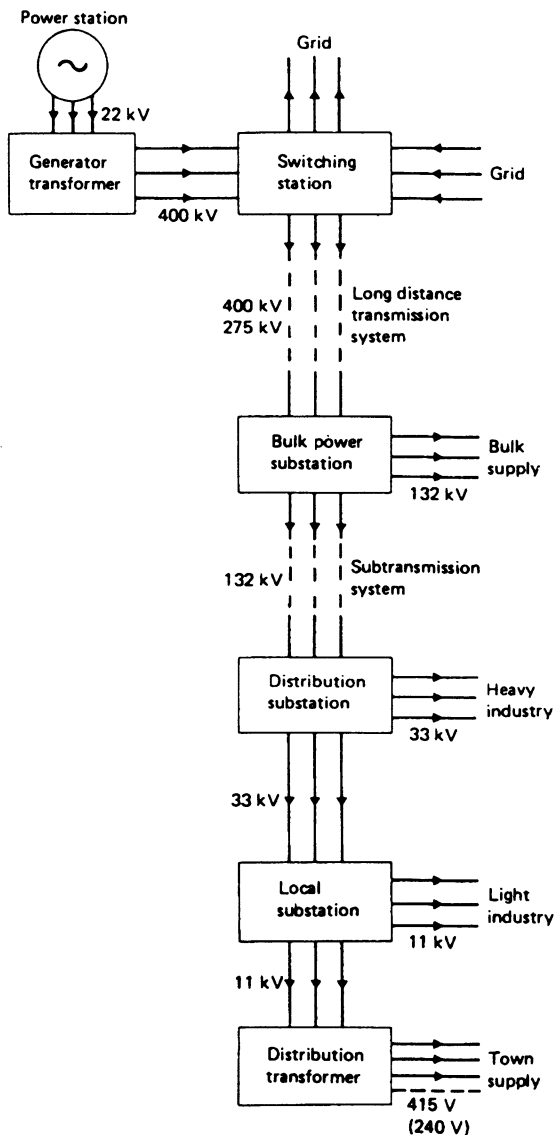 Power station
22 kV
Generator
transformer
400 kV
Grid
Switching
station
Grid
400 kV
275 kV
Long distance
transmission
system
Bulk power
substation
Bulk
supply
132 kV
132 kV
Subtransmission
system
Distribution
substation
Heavy
industry
33 kV
33 kV
Local
substation
Light
industry
11 kV
11 kV
Distribution
transformer
Town
supply
415 V
(240 V)